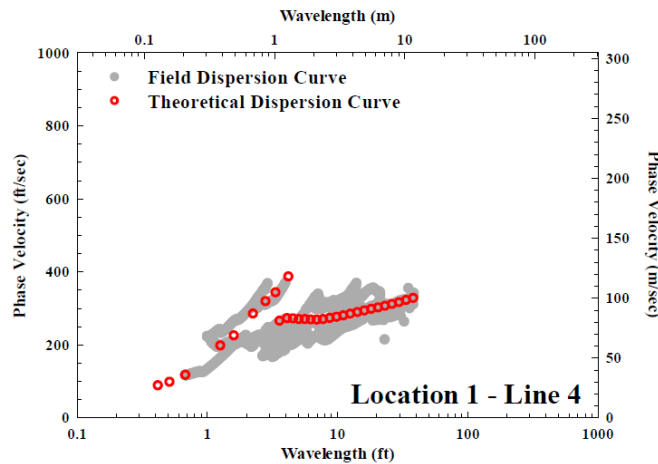 Wavelength (m)
0.1 1 10 100
1000 300
Field Dispersion Curve
Theoretical Dispersion Curve
800 250
600 200
150
400
100
200
50
0 0
Phase Velocity (ft/sec)
Phase Velocity (m/sec)
Location 1 - Line 4
0.1 1 10 100 1000
Wavelength (ft)